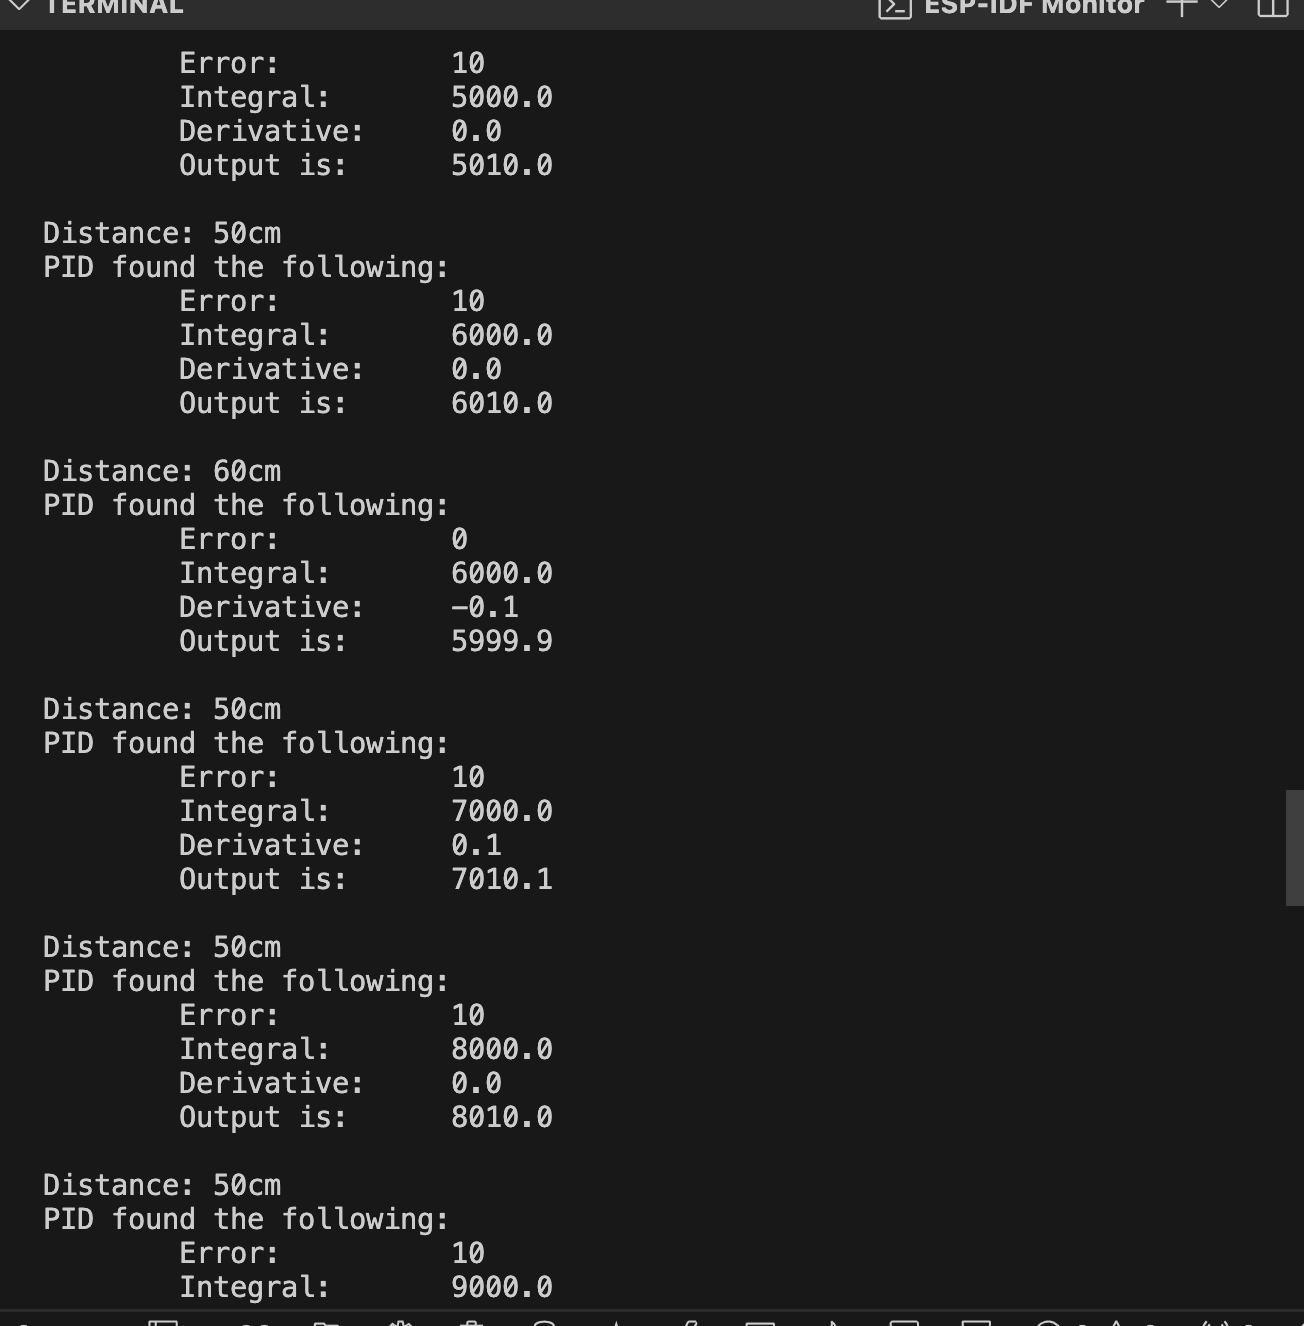 TERMINAL ESP-IDF Monitor
Error: 10
Integral: 5000.0
Derivative: 0.0
Output is: 5010.0
Distance: 50cm
PID found the following:
Error: 10
Integral: 6000.0
Derivative: 0.0
Output is: 6010.0
Distance: 60cm
PID found the following:
Error: 0
Integral: 6000.0
Derivative: -0.1
Output is: 5999.9
Distance: 50cm
PID found the following:
Error: 10
Integral: 7000.0
Derivative: 0.1
Output is: 7010.1
Distance: 50cm
PID found the following:
Error: 10
Integral: 8000.0
Derivative: 0.0
Output is: 8010.0
Distance: 50cm
PID found the following:
Error: 10
Integral: 9000.0